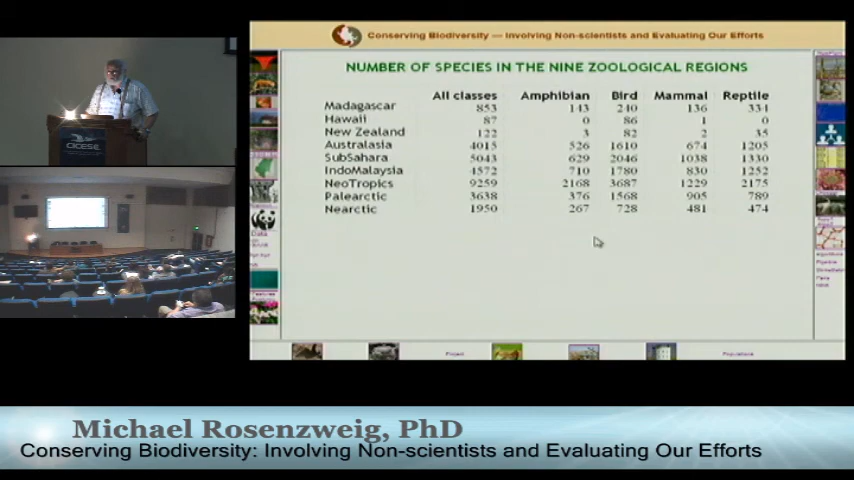 Conserving Biodiversity — Involving Non-scientists and Evaluating Our Efforts
NUMBER OF SPECIES IN THE NINE ZOOLOGICAL REGIONS
All classes Amphibian Bird Mammal Reptile
Madagascar 853 143 240 136 334
Hawaii 87 0 86 1 0
New Zealand 122 3 82 2 35
Australasia 4015 526 1610 674 1205
SubSahara 5043 629 2046 1038 1330
IndoMalaysia 4572 710 1780 830 1252
NeoTropics 9259 2168 3687 1229 2175
Palearctic 3638 376 1568 905 789
Nearctic 1950 267 728 481 474
CICESE
Data
Michael Rosenzweig, PhD
Conserving Biodiversity: Involving Non-scientists and Evaluating Our Efforts